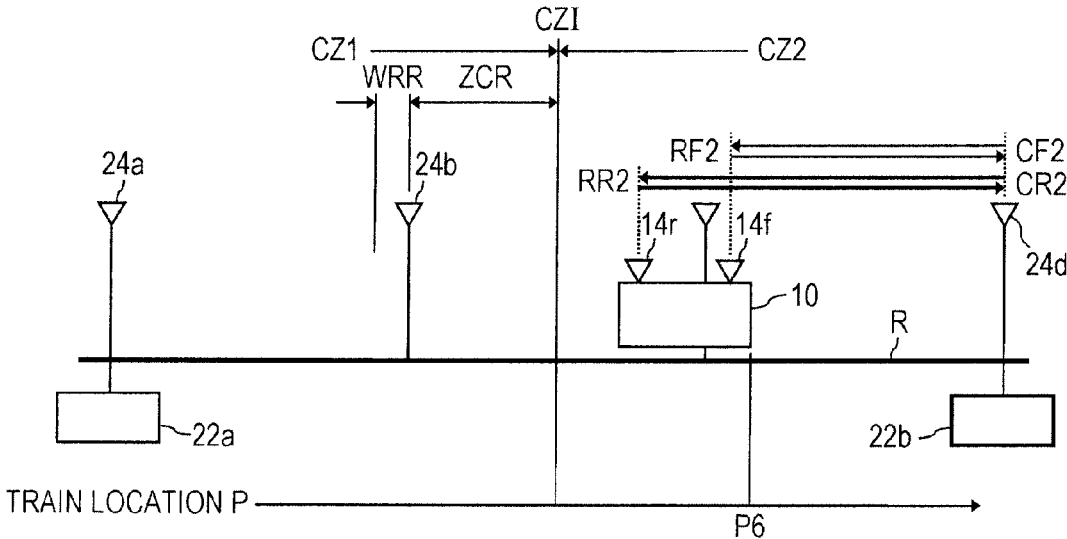 CZI
CZ1
CZ2
WRR
ZCR
24a
24b
RF2
CF2
RR2
CR2
14r
14f
24d
10
R
22a
22b
TRAIN LOCATION P
P6